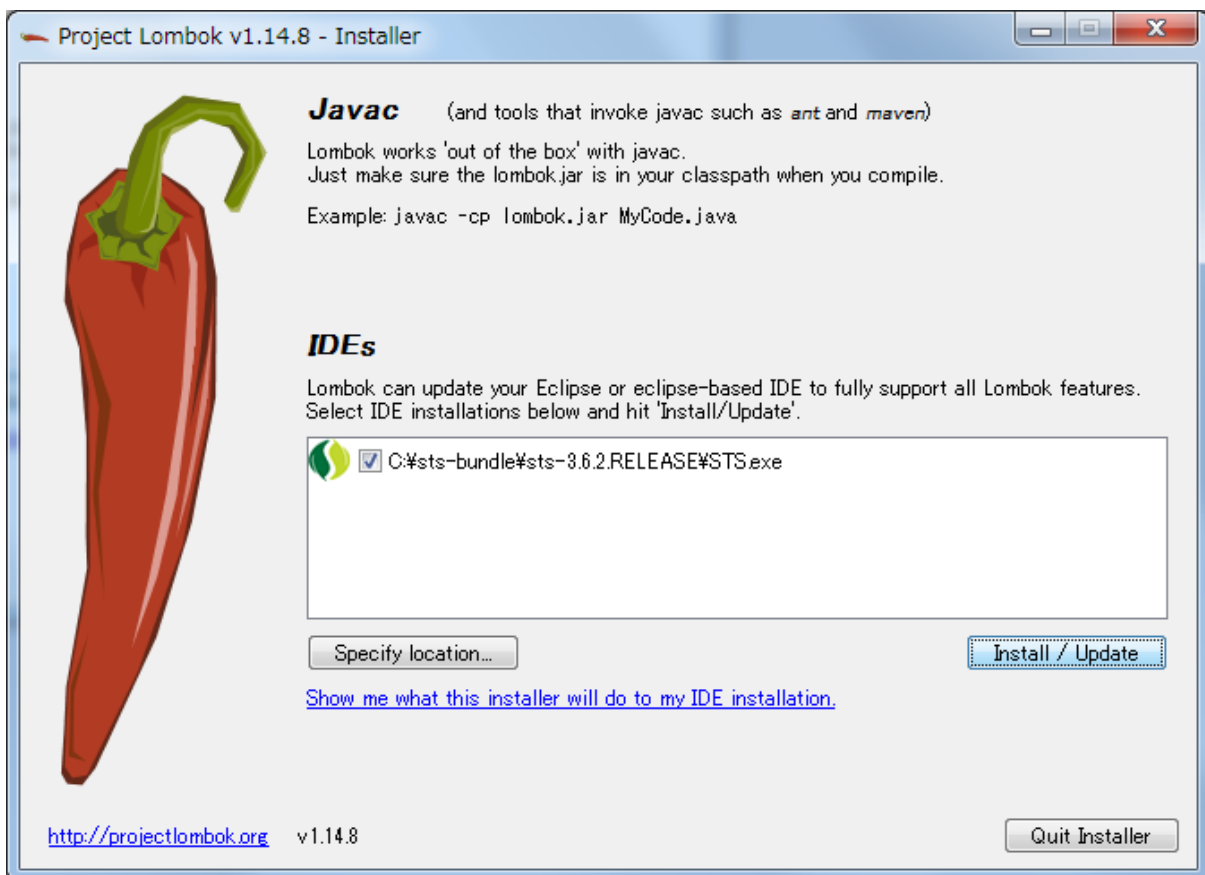 Project Lombok v1.14.8 - Installer
Javac (and tools that invoke javac such as ant and maven)
Lombok works 'out of the box' with javac.
Just make sure the lombok.jar is in your classpath when you compile.
Example: javac -cp lombok.jar MyCode.java
IDEs
Lombok can update your Eclipse or eclipse-based IDE to fully support all Lombok features.
Select IDE installations below and hit 'Install/Update'.
C:¥sts-bundle¥sts-3.6.2.RELEASE¥STS.exe
Specify location...
Install / Update
Show me what this installer will do to my IDE installation.
http://projectlombok.org v1.14.8
Quit Installer